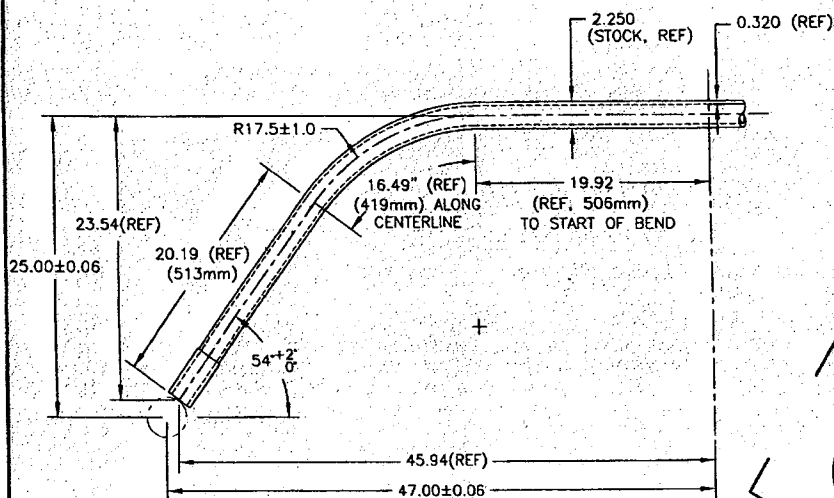 2.250
(STOCK, REF)
0.320 (REF)
R17.5±1.0
16.49" (REF)
(419mm) ALONG
CENTERLINE
19.92
(REF, 506mm)
TO START OF BEND
23.54(REF)
20.19 (REF)
(513mm)
25.00±0.06
54°+2°
0°
45.94(REF)
47.00±0.06